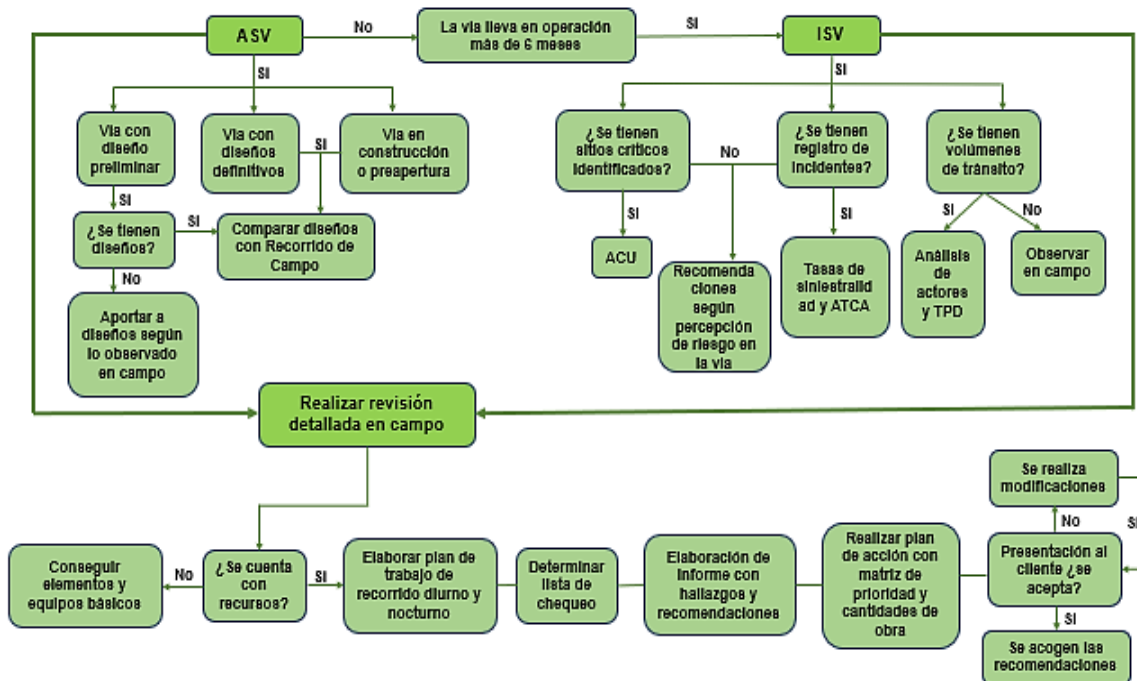 ASV
No
La vía lleva en operación
más de 6 meses
SI
ISV
SI
SI
Vía con
diseño
preliminar
Vía con
diseños
definitivos
SI
Vía en
construcción
o preapertura
¿Se tienen
sitios críticos
identificados?
No
¿Se tienen
registro de
incidentes?
¿Se tienen
volúmenes
de tránsito?
SI
¿Se tienen
diseños?
SI
Comparar diseños
con Recorrido de
Campo
No
Aportar a
diseños según
lo observado
en campo
SI
ACU
Recomenda
ciones
según
percepción
de riesgo en
la vía
SI
Tasas de
siniestralid
ad y ATCA
SI
Análisis
de
actores
y TPD
No
Observar
en campo
Realizar revisión
detallada en campo
Conseguir
elementos y
equipos básicos
No
¿Se cuenta
con
recursos?
SI
Elaborar plan de
trabajo de
recorrido diurno y
nocturno
Determinar
lista de
chequeo
Elaboración de
informe con
hallazgos y
recomendaciones
Realizar plan
de acción con
matriz de
prioridad y
cantidades de
obra
Se realiza
modificaciones
No
SI
Presentación al
cliente ¿se
acepta?
SI
Se acogen las
recomendaciones